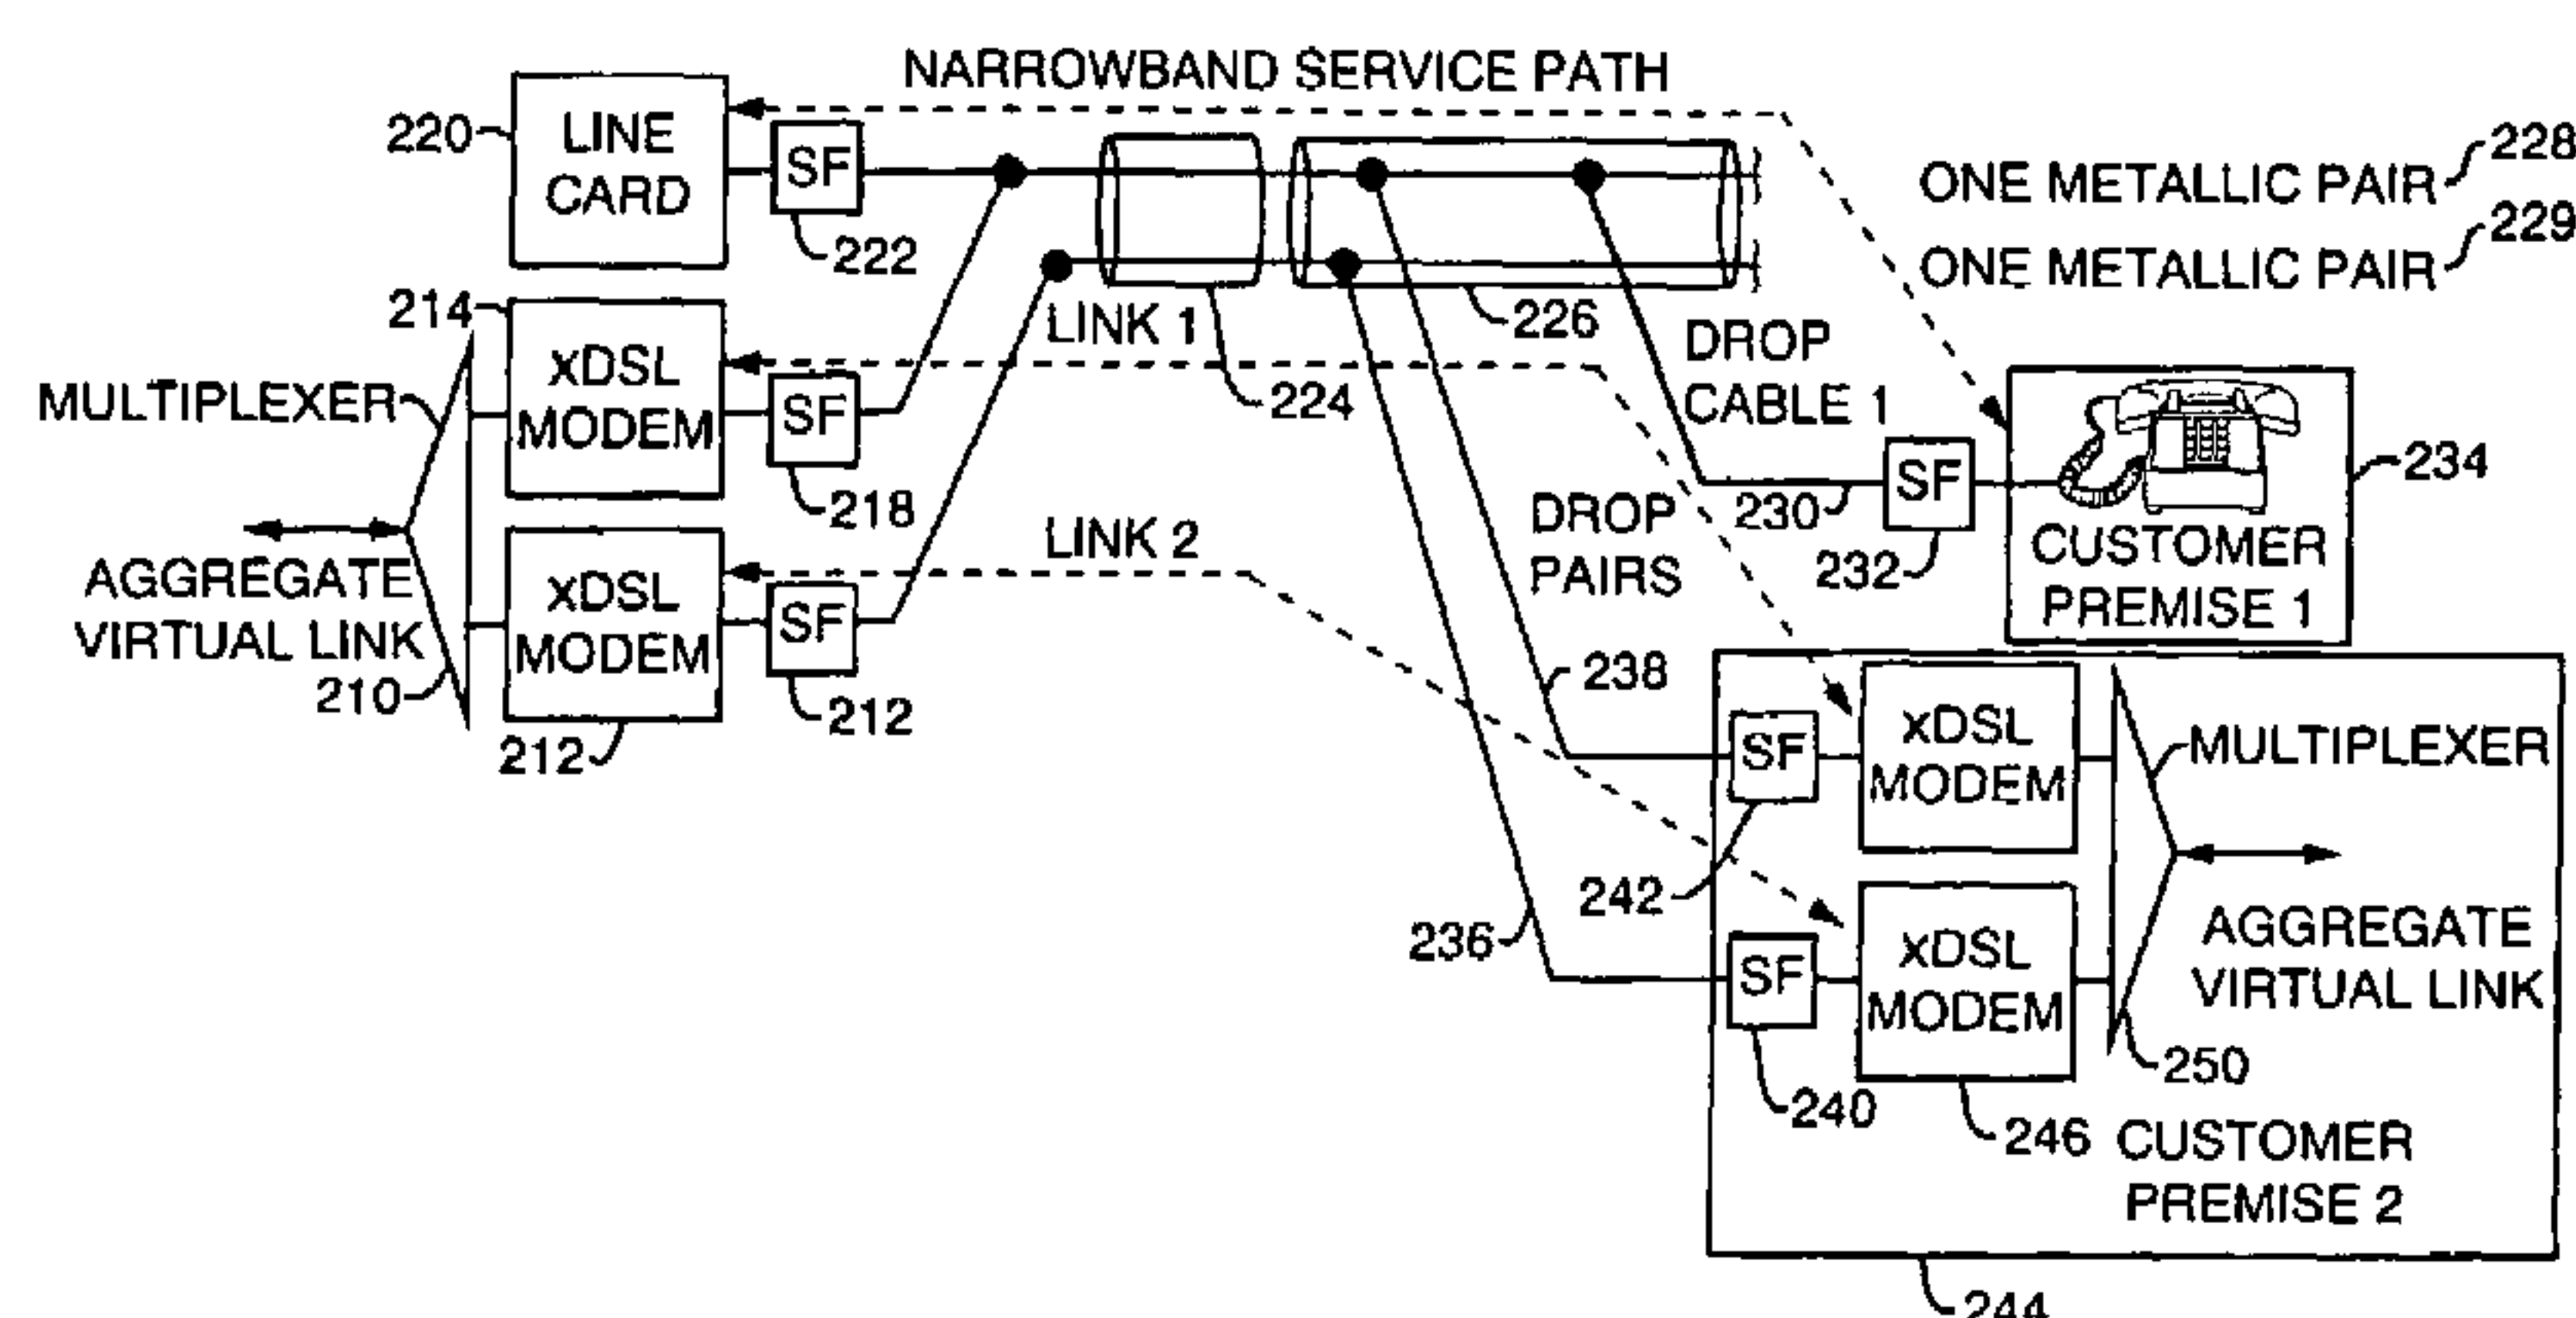 NARROWBAND SERVICE PATH
220
LINE
CARD
SF
222
ONE METALLIC PAIR
228
ONE METALLIC PAIR
229
214
xDSL
MODEM
SF
218
LINK 1
224
226
DROP
CABLE 1
MULTIPLEXER
AGGREGATE
VIRTUAL LINK
210
xDSL
MODEM
212
SF
212
LINK 2
DROP
PAIRS
230
SF
232
234
CUSTOMER
PREMISE 1
238
236
SF
242
xDSL
MODEM
MULTIPLEXER
SF
240
xDSL
MODEM
246
250
AGGREGATE
VIRTUAL LINK
CUSTOMER
PREMISE 2
244